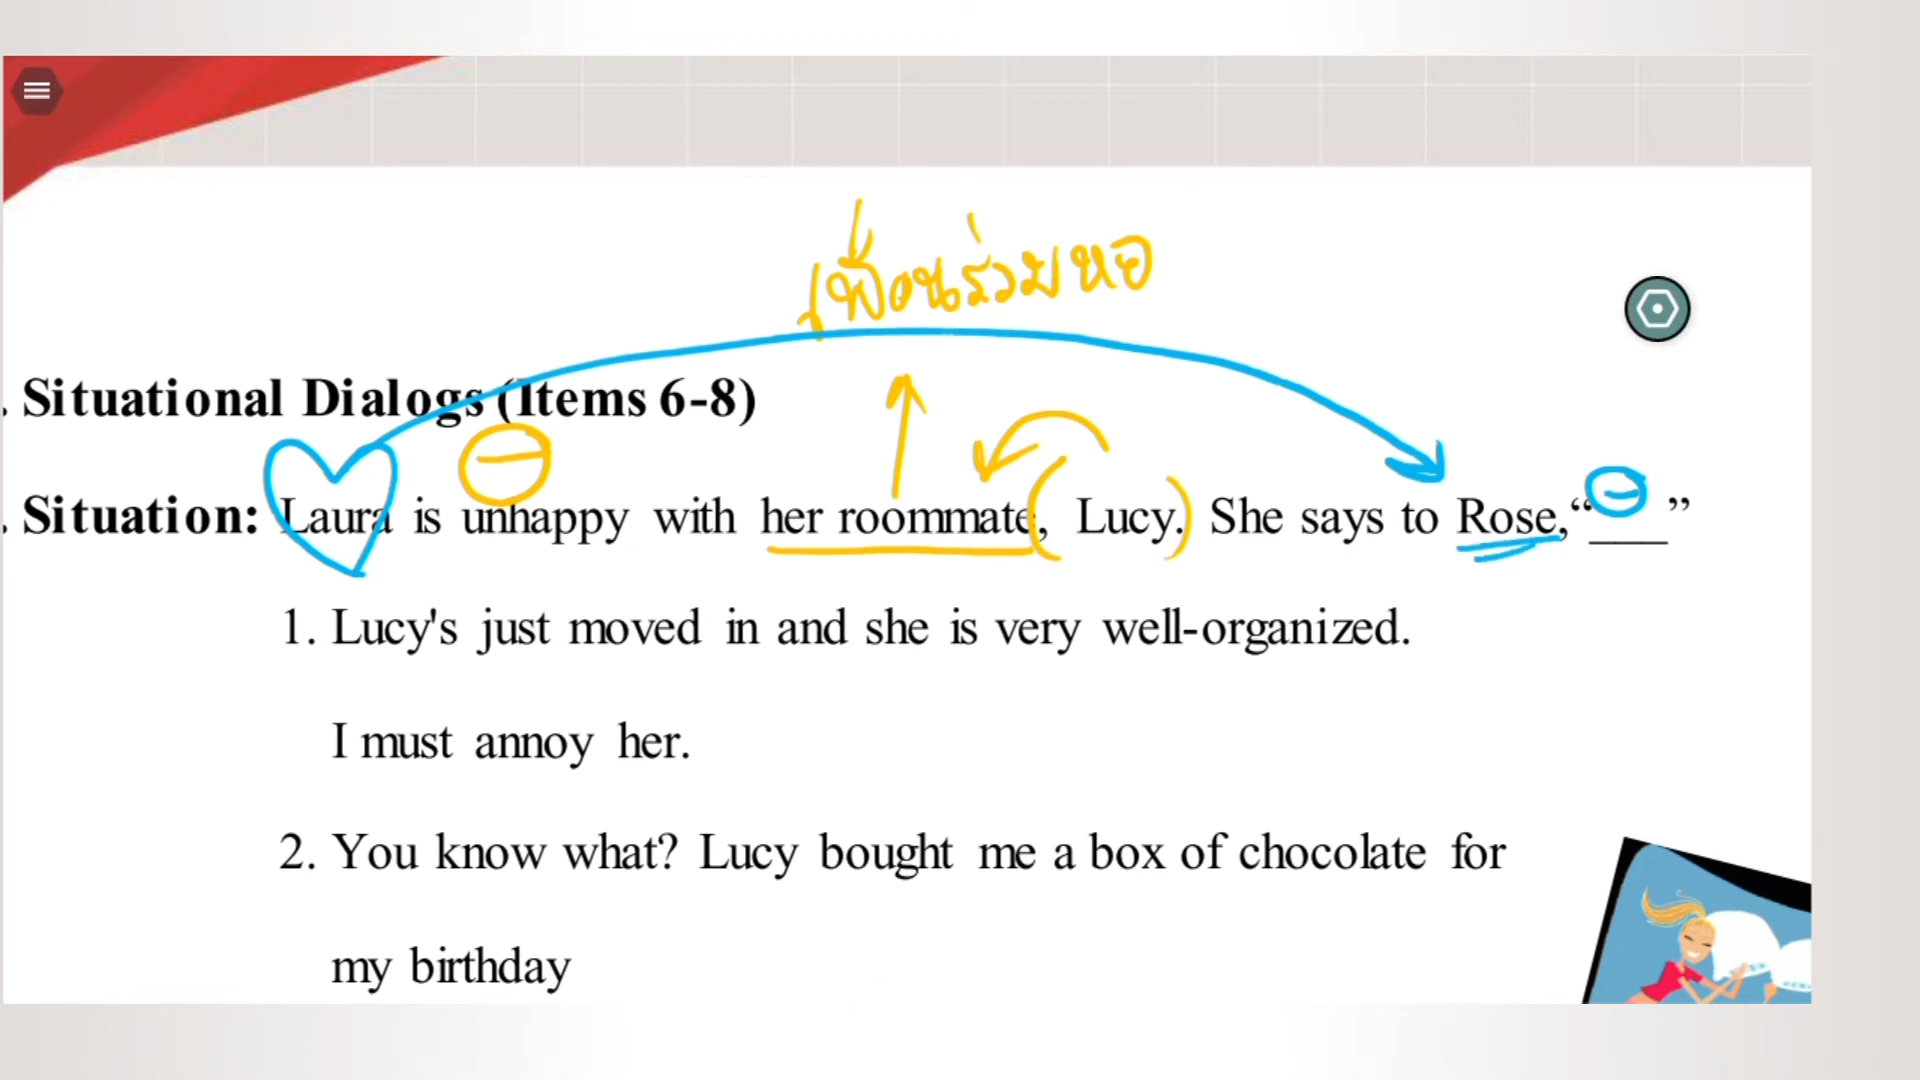 เพื่อนร่วมหอ
. Situational Dialogs (Items 6-8)
. Situation: Laura is unhappy with her roommate, Lucy. She says to Rose,“___”
1. Lucy's just moved in and she is very well-organized.
I must annoy her.
2. You know what? Lucy bought me a box of chocolate for
my birthday